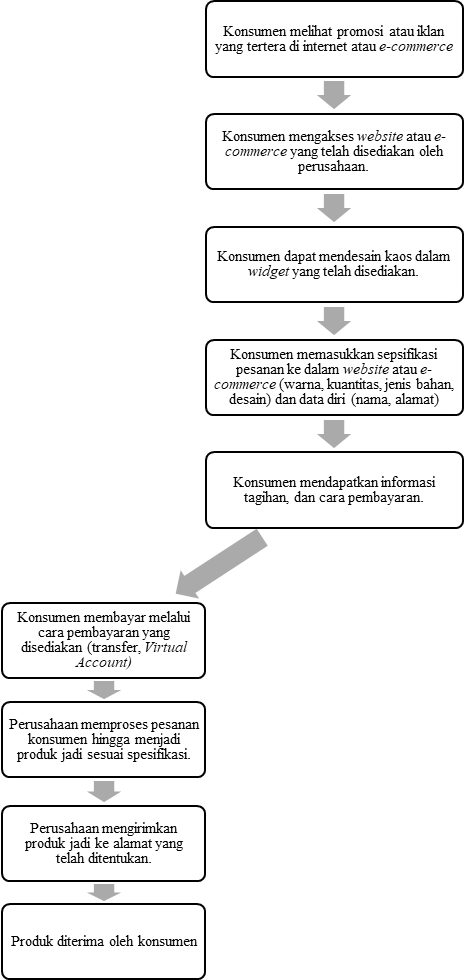 Konsumen melihat promosi atau iklan
yang tertera di internet atau e-commerce
Konsumen mengakses website atau e-
commerce yang telah disediakan oleh
perusahaan.
Konsumen dapat mendesain kaos dalam
widget yang telah disediakan.
Konsumen memasukkan sepsifikasi
pesanan ke dalam website atau e-
commerce (warna, kuantitas, jenis bahan,
desain) dan data diri (nama, alamat)
Konsumen mendapatkan informasi
tagihan, dan cara pembayaran.
Konsumen membayar melalui
cara pembayaran yang
disediakan (transfer, Virtual
Account)
Perusahaan memproses pesanan
konsumen hingga menjadi
produk jadi sesuai spesifikasi.
Perusahaan mengirimkan
produk jadi ke alamat yang
telah ditentukan.
Produk diterima oleh konsumen